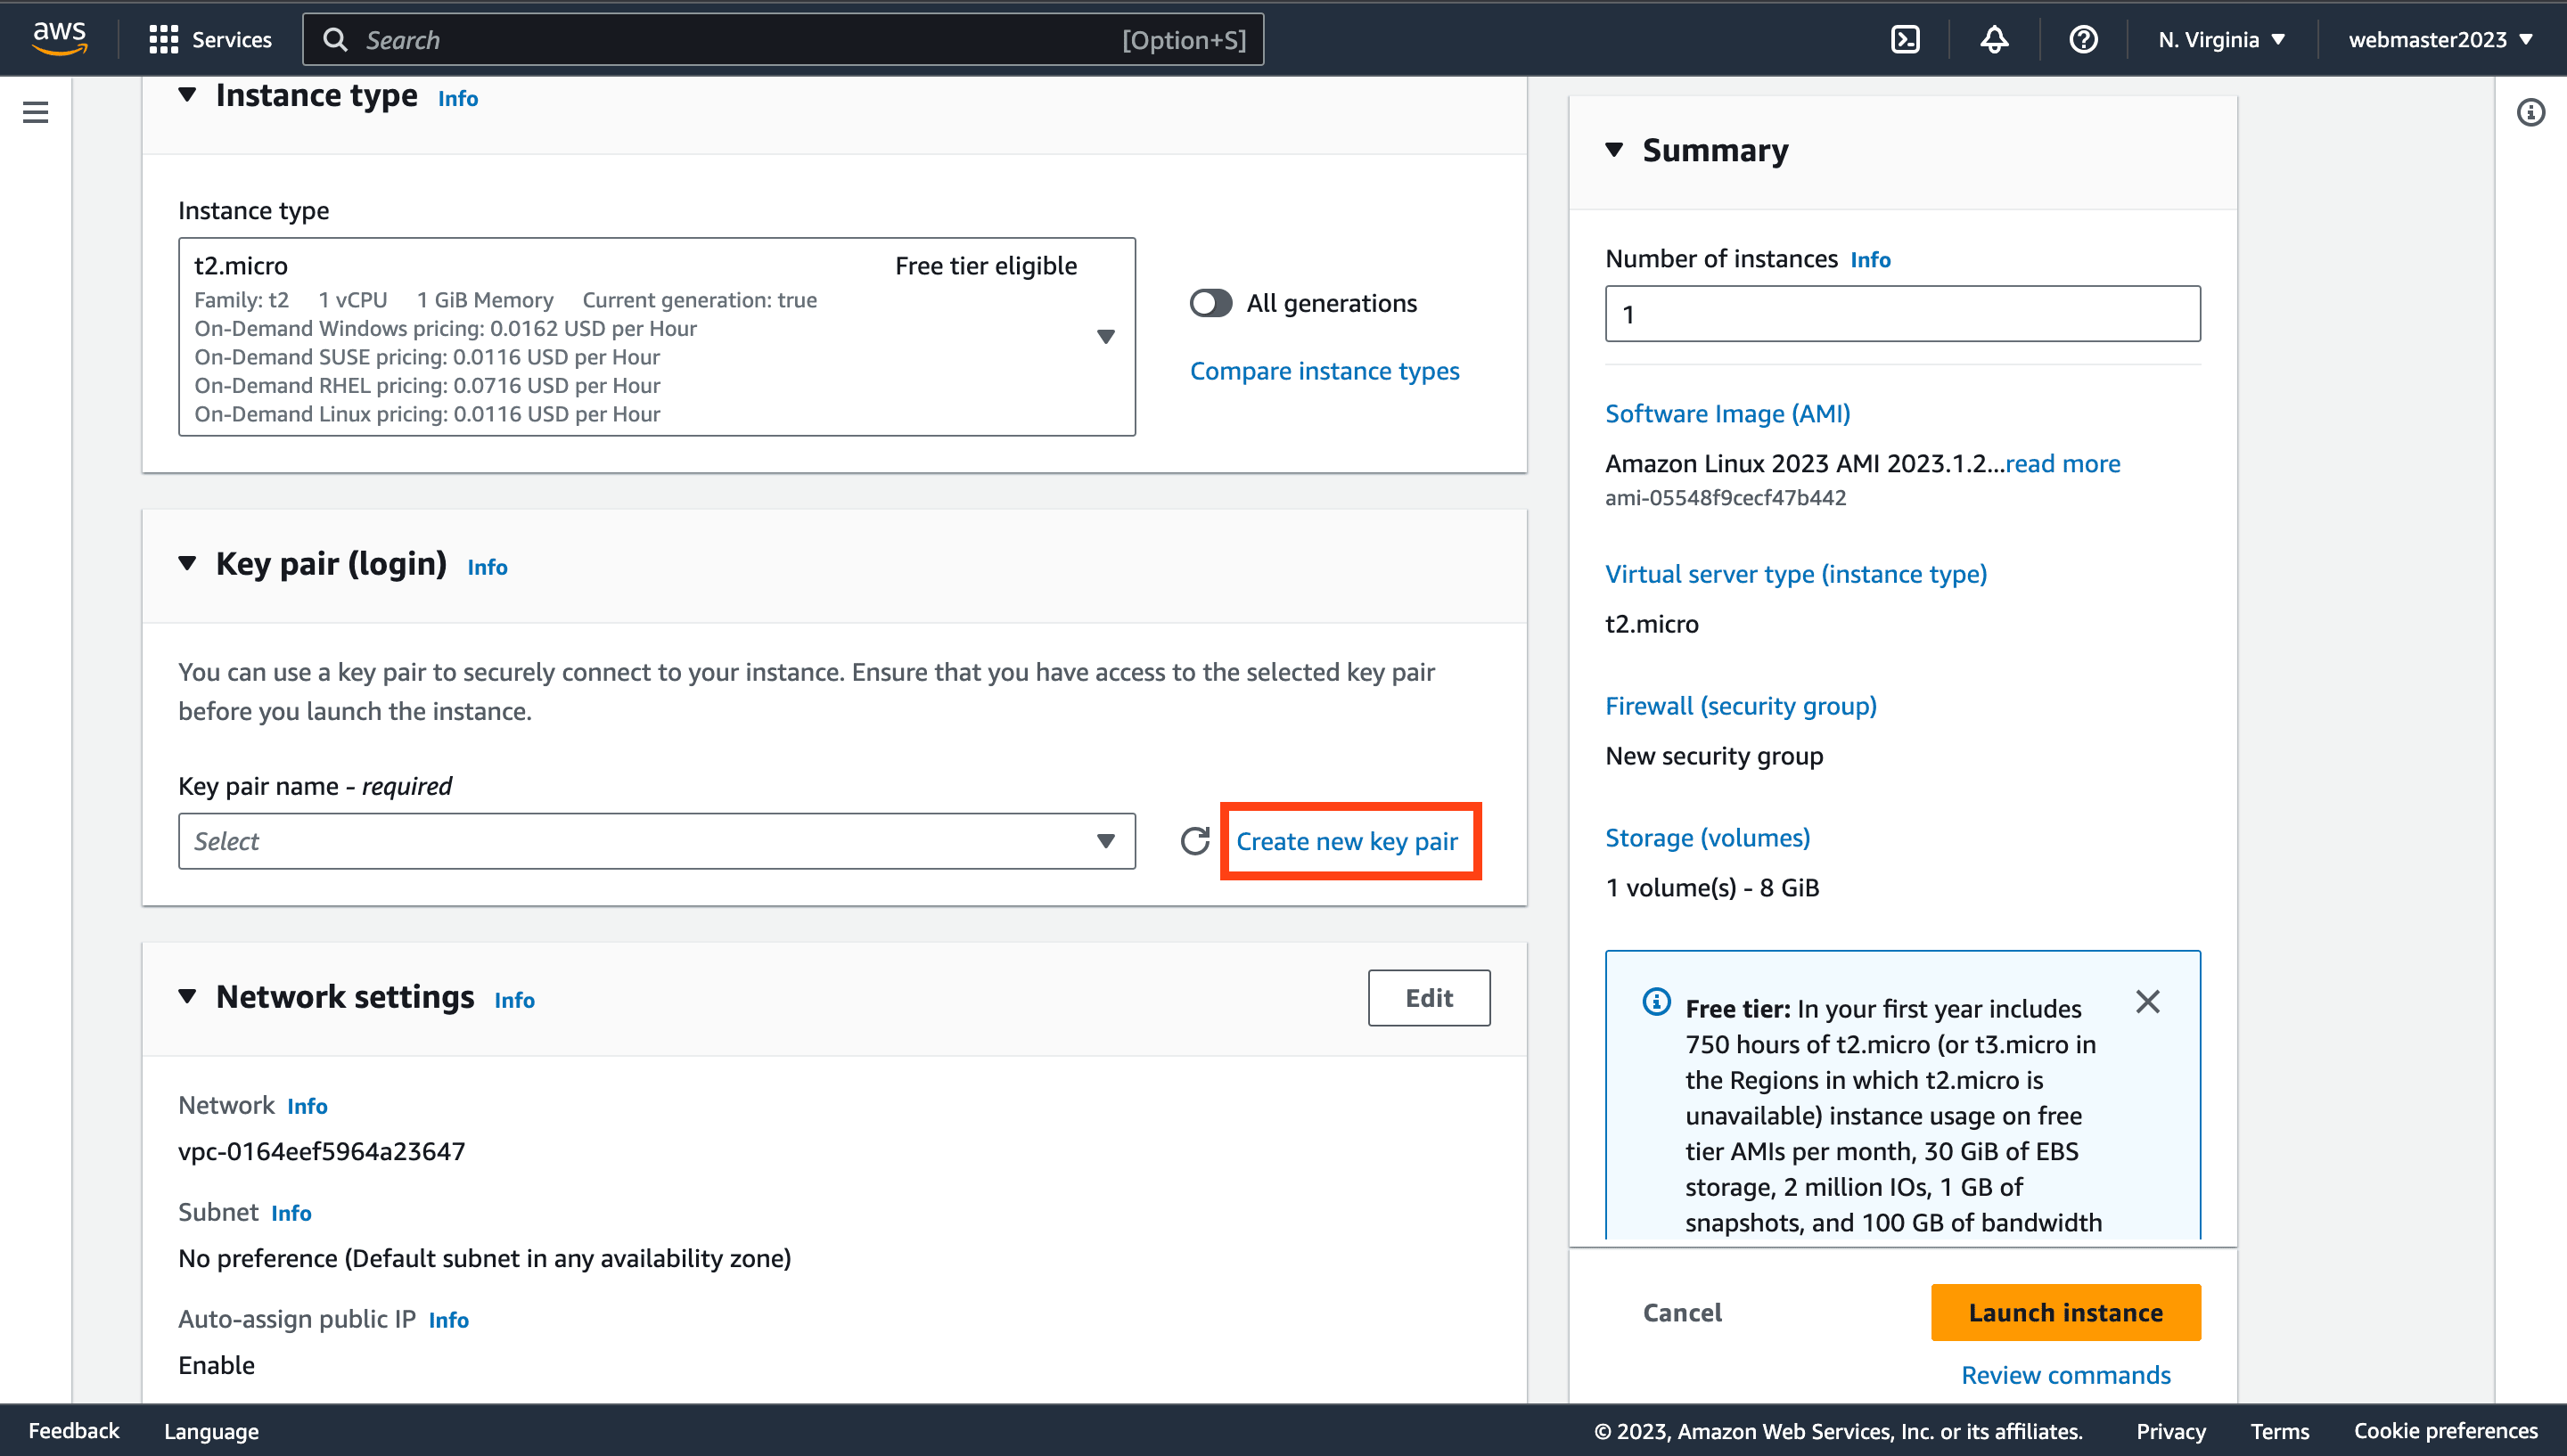 aws
Services
Search
[Option+S]
N. Virginia
webmaster2023
Instance type Info
Instance type
t2.micro
Free tier eligible
Family: t2 1 vCPU 1 GiB Memory Current generation: true
On-Demand Windows pricing: 0.0162 USD per Hour
On-Demand SUSE pricing: 0.0116 USD per Hour
On-Demand RHEL pricing: 0.0716 USD per Hour
On-Demand Linux pricing: 0.0116 USD per Hour
All generations
Compare instance types
Key pair (login) Info
You can use a key pair to securely connect to your instance. Ensure that you have access to the selected key pair
before you launch the instance.
Key pair name - required
Select
Create new key pair
Network settings Info
Edit
Network Info
vpc-0164eef5964a23647
Subnet Info
No preference (Default subnet in any availability zone)
Auto-assign public IP Info
Enable
Summary
Number of instances Info
1
Software Image (AMI)
Amazon Linux 2023 AMI 2023.1.2...read more
ami-05548f9cecf47b442
Virtual server type (instance type)
t2.micro
Firewall (security group)
New security group
Storage (volumes)
1 volume(s) - 8 GiB
Free tier: In your first year includes
750 hours of t2.micro (or t3.micro in
the Regions in which t2.micro is
unavailable) instance usage on free
tier AMIs per month, 30 GiB of EBS
storage, 2 million IOs, 1 GB of
snapshots, and 100 GB of bandwidth
Cancel
Launch instance
Review commands
Feedback
Language
© 2023, Amazon Web Services, Inc. or its affiliates.
Privacy
Terms
Cookie preferences